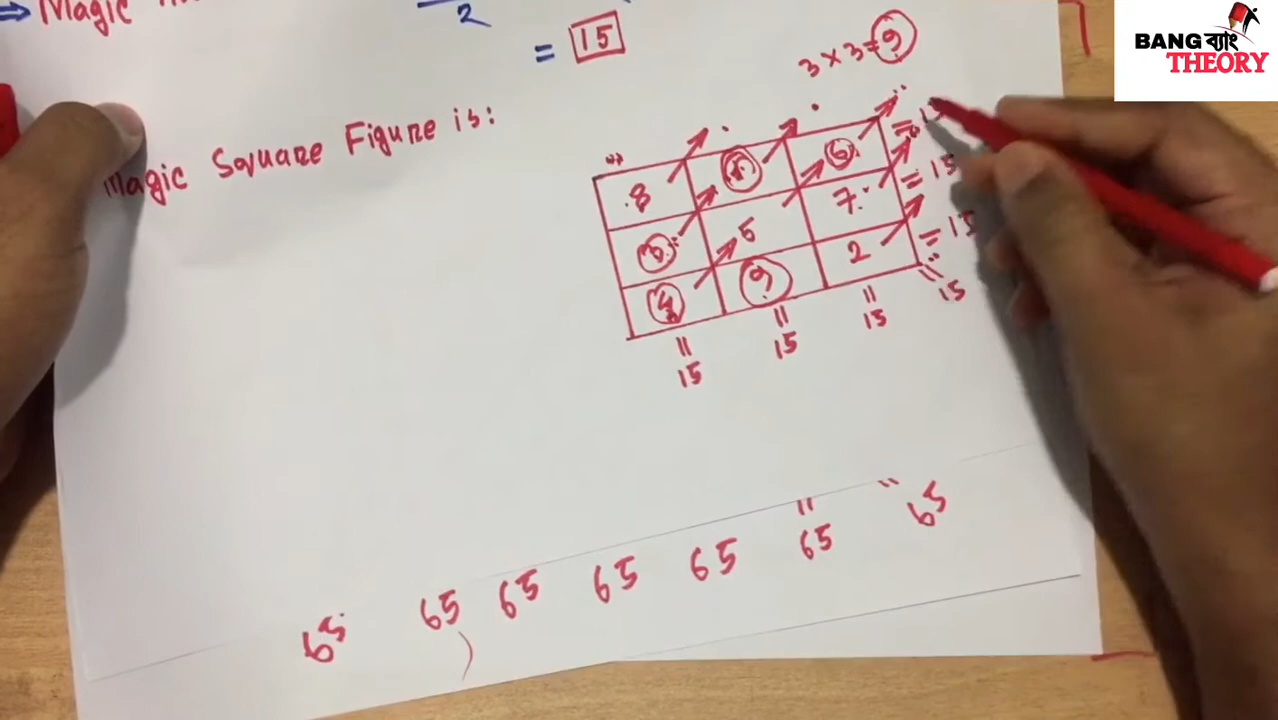 ⇒ Magic
2
= 15
BANG ব্যাং
THEORY
3 × 3 = 9
Magic Square Figure is:
8 1 6 = 15
3 5 7 = 15
4 9 2 = 15
15 15 15 15
65 65 65 65 65 65 65